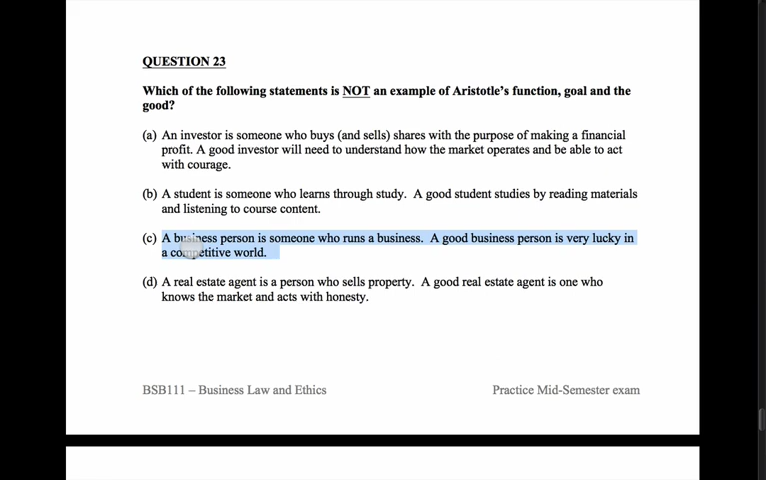 QUESTION 23
Which of the following statements is NOT an example of Aristotle's function, goal and the
good?
(a) An investor is someone who buys (and sells) shares with the purpose of making a financial
profit. A good investor will need to understand how the market operates and be able to act
with courage.
(b) A student is someone who learns through study. A good student studies by reading materials
and listening to course content.
(c) A business person is someone who runs a business. A good business person is very lucky in
a competitive world.
(d) A real estate agent is a person who sells property. A good real estate agent is one who
knows the market and acts with honesty.
BSB111 – Business Law and Ethics
Practice Mid-Semester exam